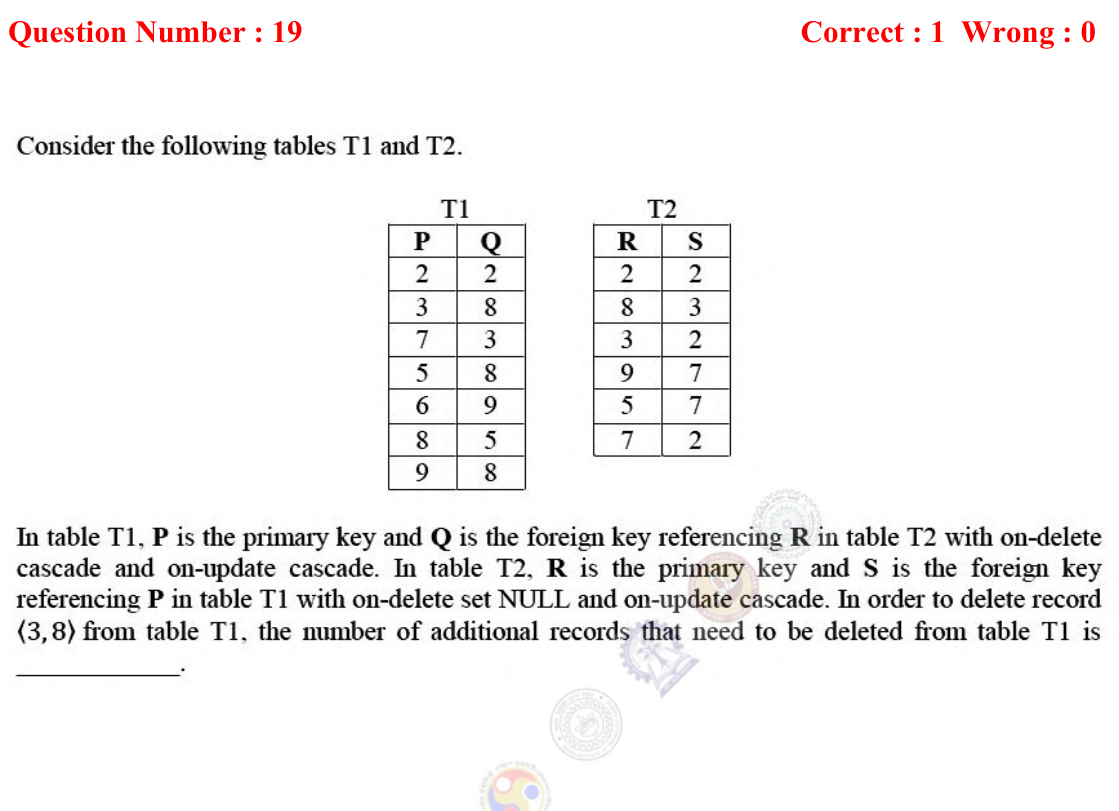 Question Number : 19 Correct : 1 Wrong : 0
Consider the following tables T1 and T2.
T1 T2
P Q R S
2 2 2 2
3 8 8 3
7 3 3 2
5 8 9 7
6 9 5 7
8 5 7 2
9 8
In table T1, P is the primary key and Q is the foreign key referencing R in table T2 with on-delete
cascade and on-update cascade. In table T2, R is the primary key and S is the foreign key
referencing P in table T1 with on-delete set NULL and on-update cascade. In order to delete record
⟨3, 8⟩ from table T1, the number of additional records that need to be deleted from table T1 is
____________.